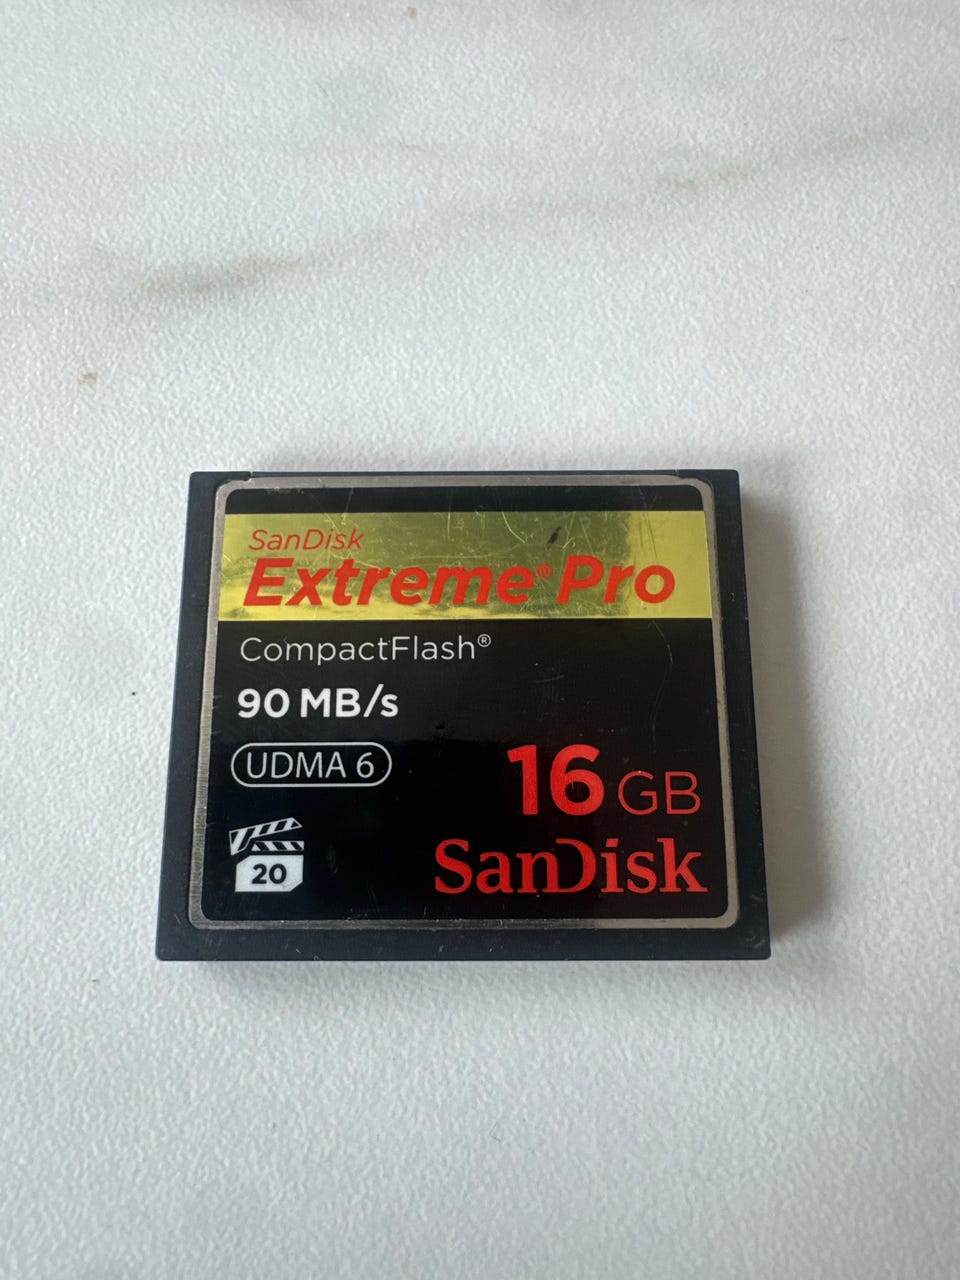 SanDisk
Extreme® Pro
CompactFlash®
90 MB/s
UDMA 6
16 GB
20
SanDisk